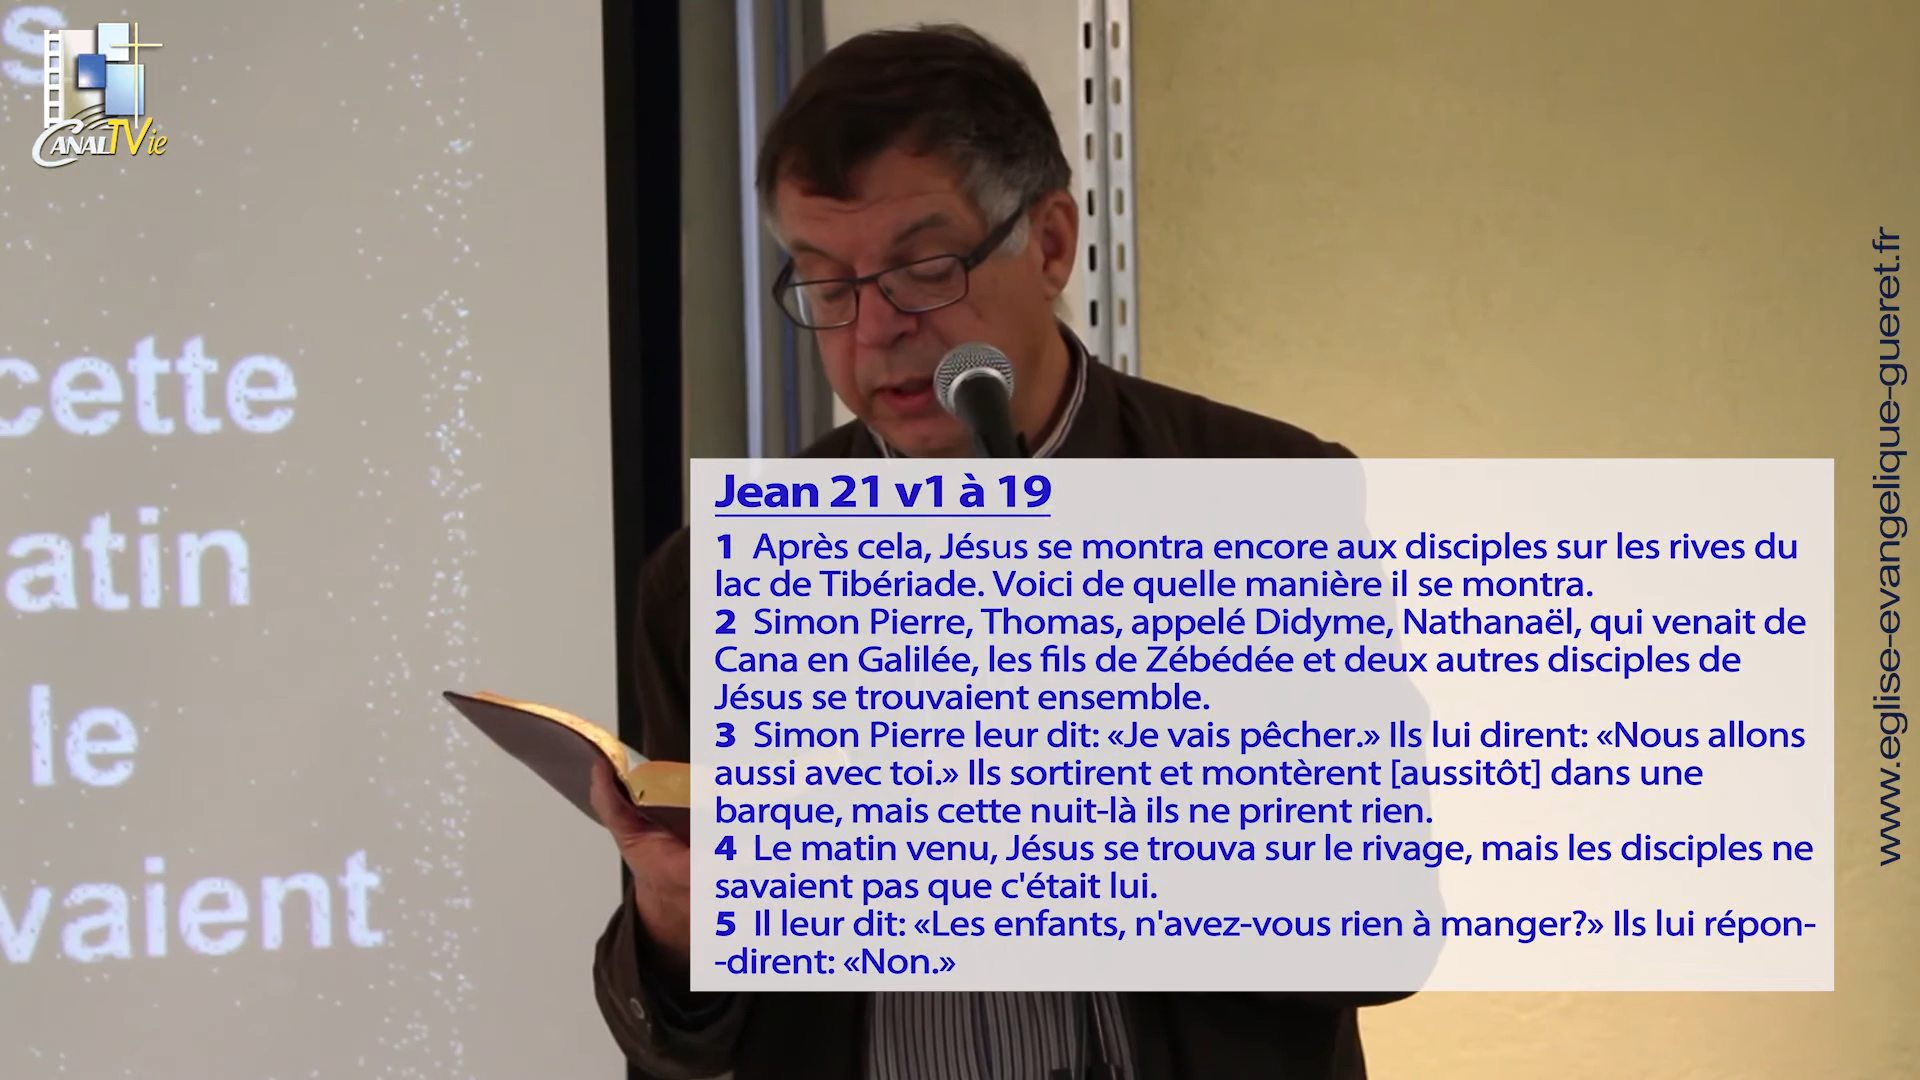 s
cette
atin
le
vaient
CANAL TVie
Jean 21 v1 à 19
1 Après cela, Jésus se montra encore aux disciples sur les rives du
lac de Tibériade. Voici de quelle manière il se montra.
2 Simon Pierre, Thomas, appelé Didyme, Nathanaël, qui venait de
Cana en Galilée, les fils de Zébédée et deux autres disciples de
Jésus se trouvaient ensemble.
3 Simon Pierre leur dit: «Je vais pêcher.» Ils lui dirent: «Nous allons
aussi avec toi.» Ils sortirent et montèrent [aussitôt] dans une
barque, mais cette nuit-là ils ne prirent rien.
4 Le matin venu, Jésus se trouva sur le rivage, mais les disciples ne
savaient pas que c'était lui.
5 Il leur dit: «Les enfants, n'avez-vous rien à manger?» Ils lui répon-
-dirent: «Non.»
www.eglise-evangelique-gueret.fr